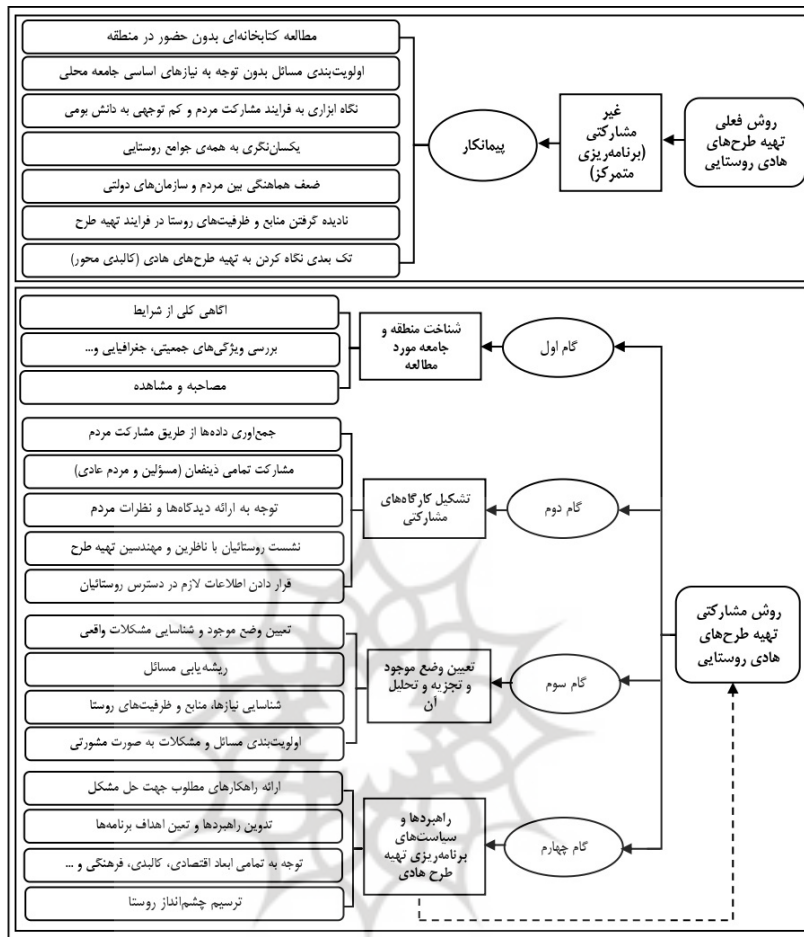 روش فعلی
تهیه طرح‌های
هادی روستایی
غیر
مشارکتی
(برنامه‌ریزی
متمرکز)
پیمانکار
مطالعه کتابخانه‌ای بدون حضور در منطقه
اولویت‌بندی مسائل بدون توجه به نیازهای اساسی جامعه محلی
نگاه ابزاری به فرایند مشارکت مردم و کم توجهی به دانش بومی
یکسان‌نگری به همه‌ی جوامع روستایی
ضعف هماهنگی بین مردم و سازمان‌های دولتی
نادیده گرفتن منابع و ظرفیت‌های روستا در فرایند تهیه طرح
تک بعدی نگاه کردن به تهیه طرح‌های هادی (کالبدی محور)
روش مشارکتی
تهیه طرح‌های
هادی روستایی
گام اول
شناخت منطقه و
جامعه مورد
مطالعه
آگاهی کلی از شرایط
بررسی ویژگی‌های جمعیتی، جغرافیایی و...
مصاحبه و مشاهده
گام دوم
تشکیل کارگاه‌های
مشارکتی
جمع‌اوری داده‌ها از طریق مشارکت مردم
مشارکت تمامی ذینفعان (مسؤلین و مردم عادی)
توجه به ارائه دیدگاه‌ها و نظرات مردم
نشست روستائیان با ناظرین و مهندسین تهیه طرح
قرار دادن اطلاعات لازم در دسترس روستائیان
گام سوم
تعیین وضع موجود
و تجزیه و تحلیل
آن
تعیین وضع موجود و شناسایی مشکلات واقعی
ریشه‌یابی مسائل
شناسایی نیازها، منابع و ظرفیت‌های روستا
اولویت‌بندی مسائل و مشکلات به صورت مشورتی
گام چهارم
راهبردها و
سیاست‌های
برنامه‌ریزی تهیه
طرح هادی
ارائه راهکارهای مطلوب جهت حل مشکل
تدوین راهبردها و تعین اهداف برنامه‌ها
توجه به تمامی ابعاد اقتصادی، کالبدی، فرهنگی و ...
ترسیم چشم‌انداز روستا